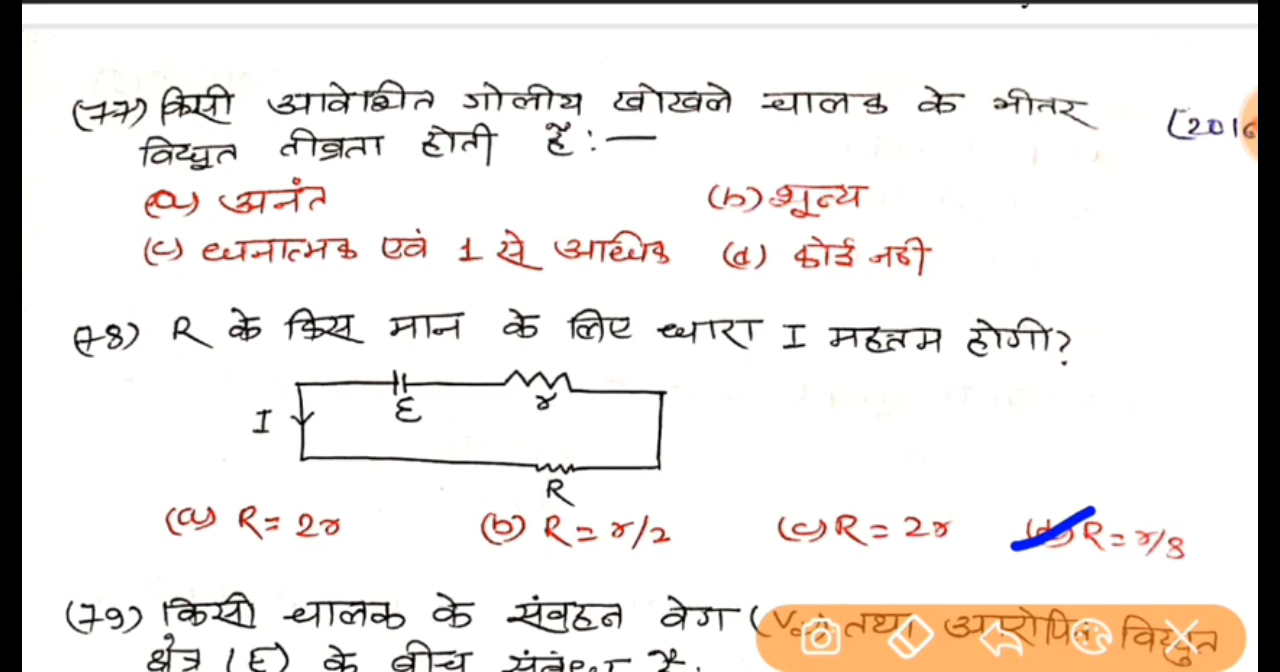 (77) किसी आवेशित गोलीय खोखले चालक के भीतर (2016
विद्युत तीव्रता होती है :—
(a) अनंत (b) शून्य
(c) धनात्मक एवं 1 से अधिक (d) कोई नही
(78) R के किस मान के लिए धारा I महत्तम होगी?
I ε r
R
(a) R = 2r (b) R = r/2 (c) R = 2r (d) R = r/8
(79) किसी चालक के संवहन वेग तथा आरोपित विद्युत
क्षेत्र (E) के बीच संबंध है: